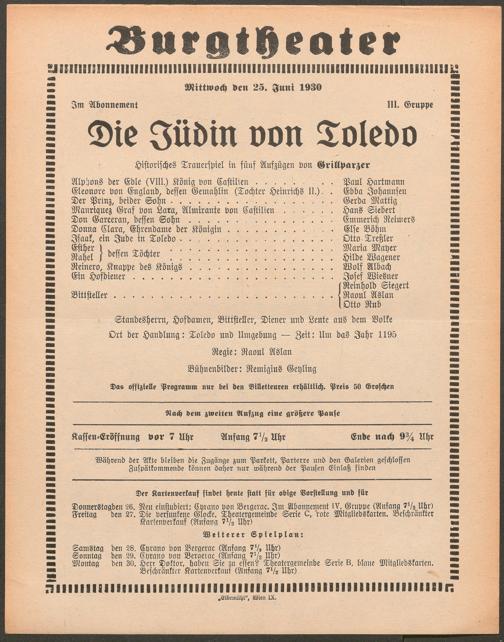 Burgtheater
Mittwoch den 25. Juni 1930
Im Abonnement III. Gruppe
Die Jüdin von Toledo
Historisches Trauerspiel in fünf Aufzügen von Grillparzer
Alphons der Edle (VIII.) König von Castilien . . . . . . . . Paul Hartmann
Eleonore von England, dessen Gemahlin (Tochter Heinrichs II.) . . Ebba Johannsen
Der Prinz, beider Sohn . . . . . . . . Gerda Mattig
Manriquez Graf von Lara, Almirante von Castilien . . . . . . . . Hans Siebert
Don Garceran, dessen Sohn . . . . . . . . Emmerich Reimers
Donna Clara, Ehrendame der Königin . . . . . . . . Else Böhm
Isaak, ein Jude in Toledo . . . . . . . . Otto Treßler
Esther } dessen Töchter . . . . . . . . Maria Mayer
Rahel . . . . . . . . Hilde Wagener
Reinero, Knappe des Königs . . . . . . . . Wolf Albach
Ein Hofdiener . . . . . . . . Josef Wiesner
Bittsteller . . . . . . . . { Reinhold Siegert
Raoul Aslan
Otto Rub
Standesherrn, Hofdamen, Bittsteller, Diener und Leute aus dem Volke
Ort der Handlung: Toledo und Umgebung — Zeit: Um das Jahr 1195
Regie: Raoul Aslan
Bühnenbilder: Remigius Geyling
Das offizielle Programm nur bei den Billetteuren erhältlich. Preis 50 Groschen
Nach dem zweiten Aufzug eine größere Pause
Kassen-Eröffnung vor 7 Uhr Anfang 7½ Uhr Ende nach 9¾ Uhr
Während der Akte bleiben die Zugänge zum Parkett, Parterre und den Galerien geschlossen
Zuspätkommende können daher nur während der Pausen Einlaß finden
Der Kartenverkauf findet heute statt für obige Vorstellung und für
Donnerstag den 26. Neu einstudiert: Cyrano von Bergerac. Im Abonnement IV. Gruppe (Anfang 7½ Uhr)
Freitag den 27. Die versunkene Glocke. Theatergemeinde Serie C, rote Mitgliedskarten. Beschränkter
Kartenverkauf (Anfang 7½ Uhr)
Weiterer Spielplan:
Samstag den 28. Cyrano von Bergerac (Anfang 7½ Uhr)
Sonntag den 29. Cyrano von Bergerac (Anfang 7½ Uhr)
Montag den 30. Herr Doktor, haben Sie zu essen? Theatergemeinde Serie B, blaue Mitgliedskarten.
Beschränkter Kartenverkauf (Anfang 7½ Uhr)
„Elbemühl“, Wien IX.